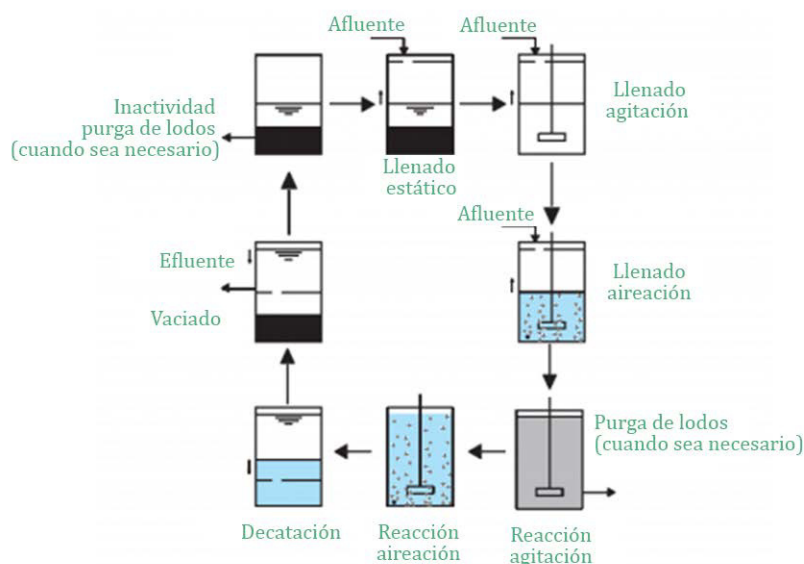 Afluente
Afluente
Inactividad
purga de lodos
(cuando sea necesario)
Llenado
estático
Llenado
agitación
Afluente
Efluente
Vaciado
Llenado
aireación
Purga de lodos
(cuando sea necesario)
Decatación
Reacción
aireación
Reacción
agitación